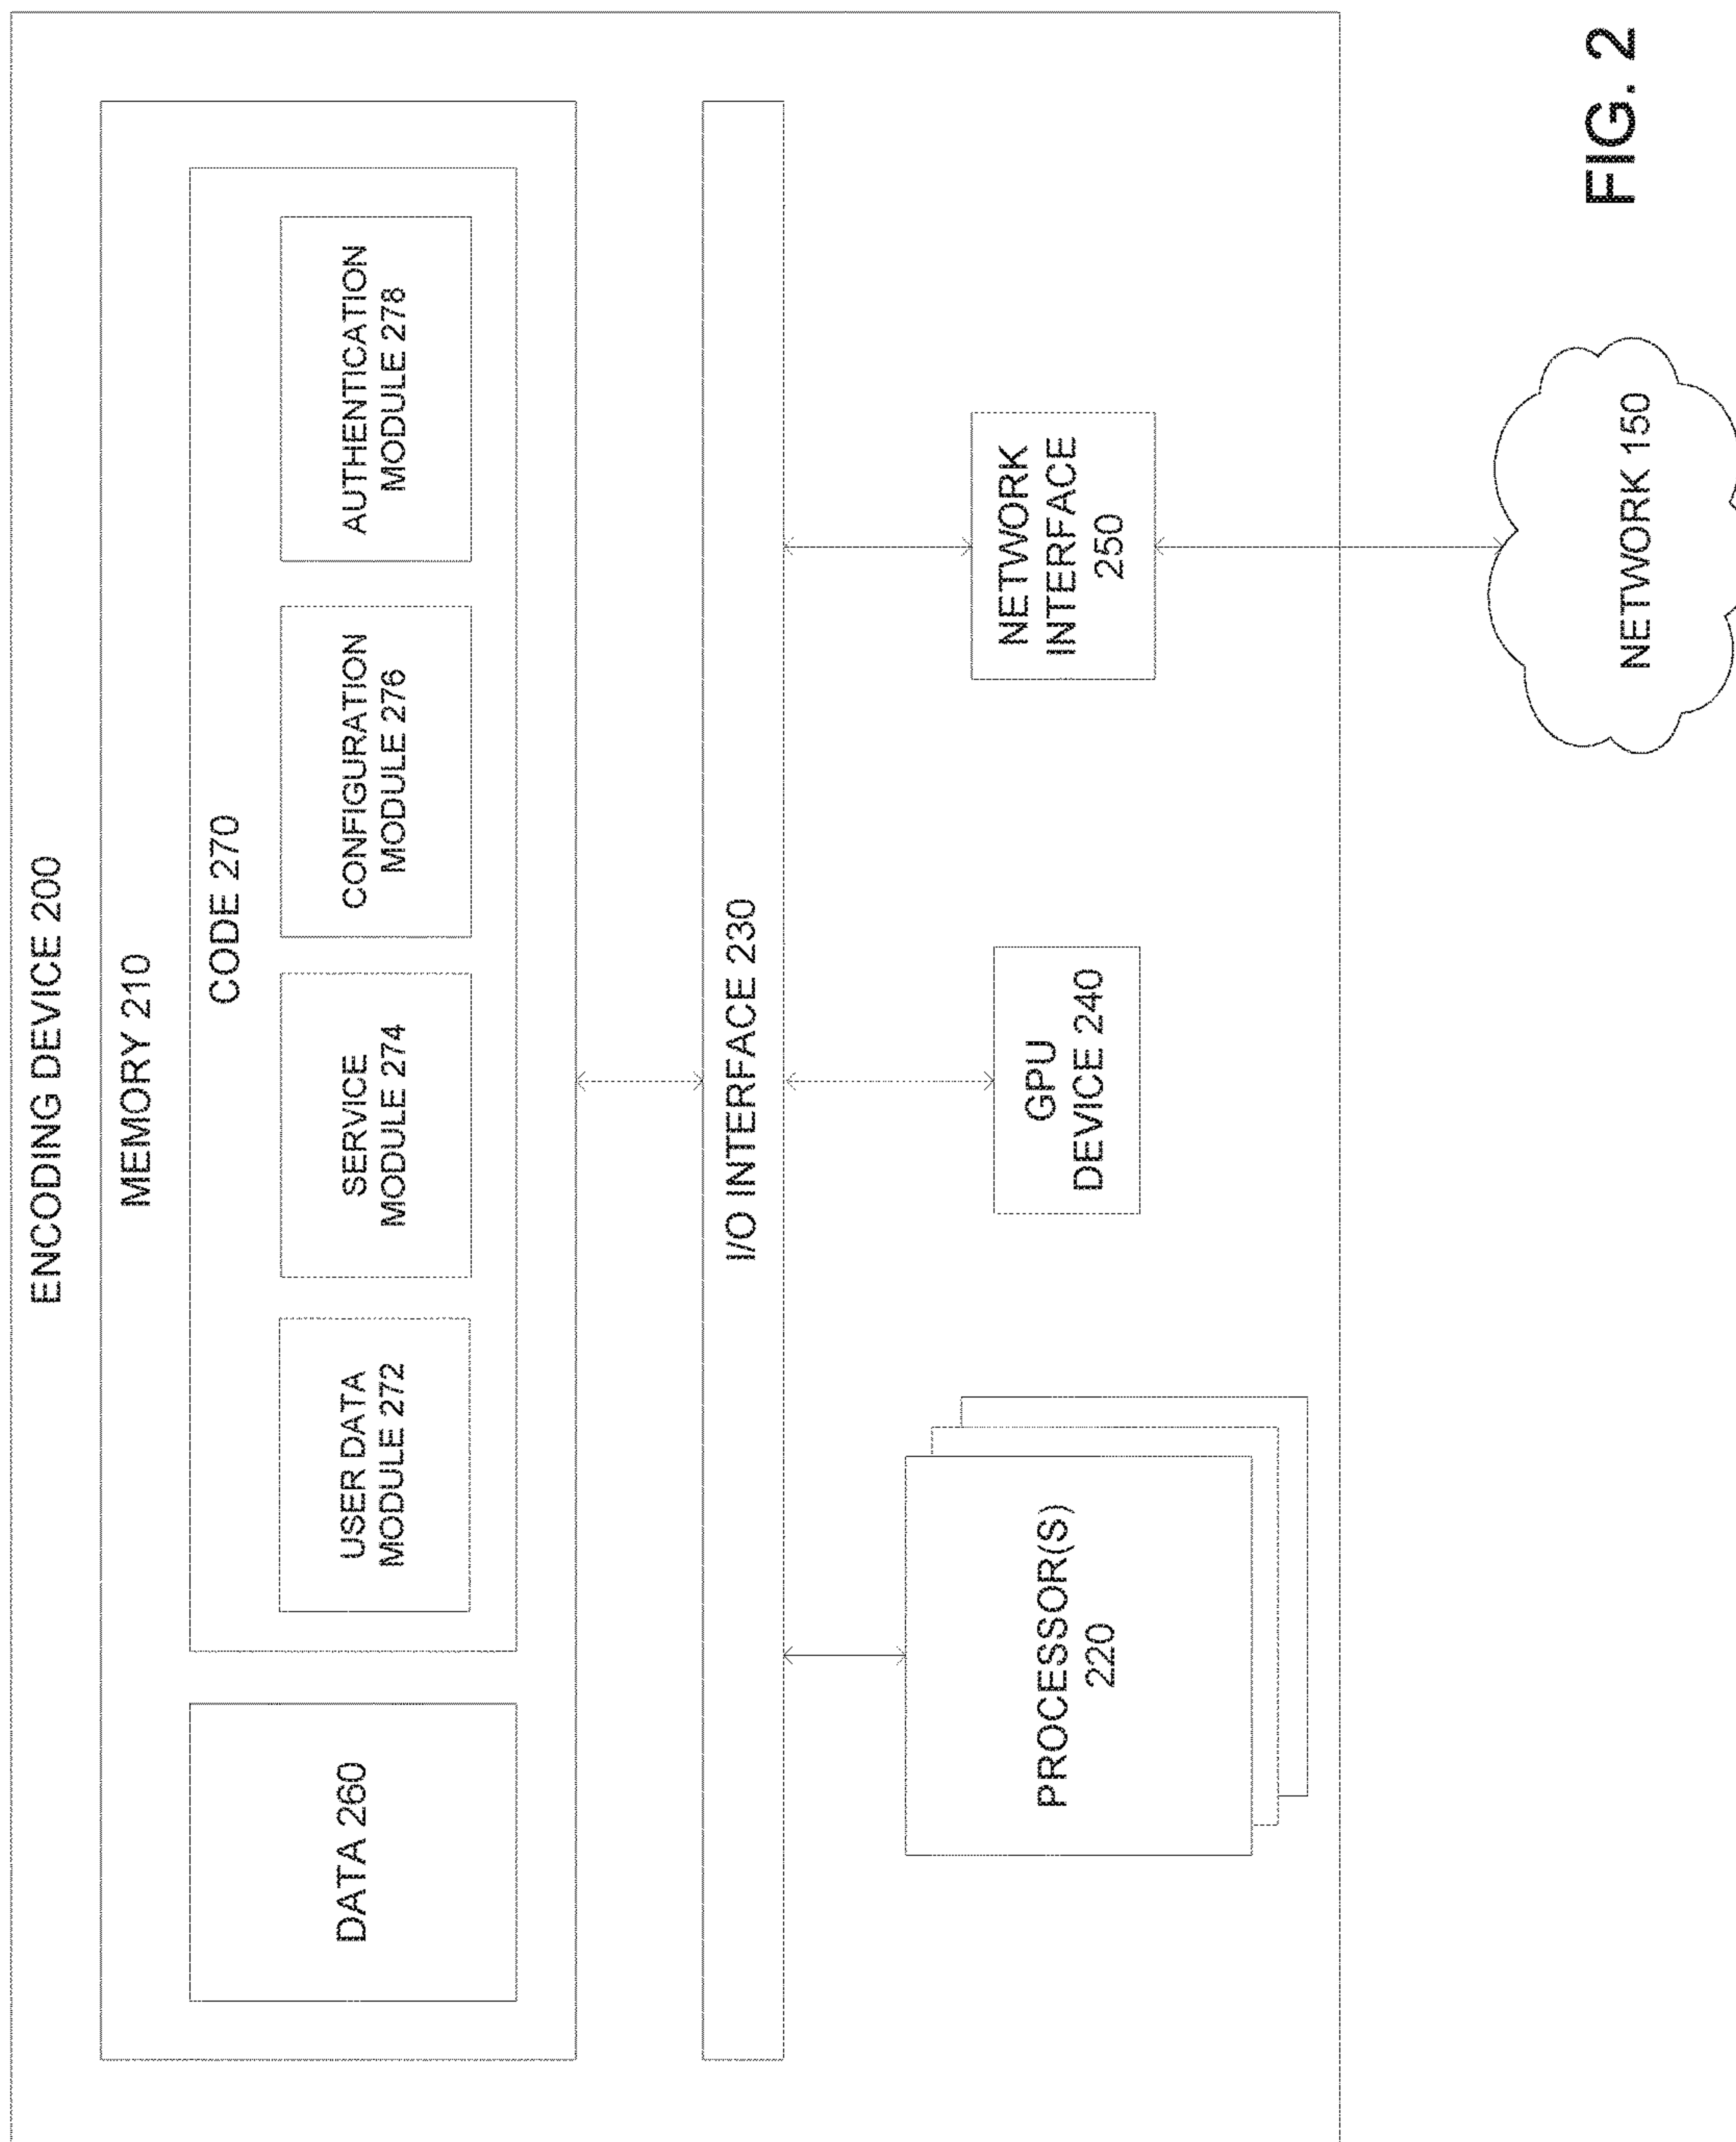 ENCODING DEVICE 200
MEMORY 210
DATA 260
CODE 270
USER DATA
MODULE 272
SERVICE
MODULE 274
CONFIGURATION
MODULE 276
AUTHENTICATION
MODULE 278
I/O INTERFACE 230
PROCESSOR(S)
220
GPU
DEVICE 240
NETWORK
INTERFACE
250
NETWORK 150
FIG. 2